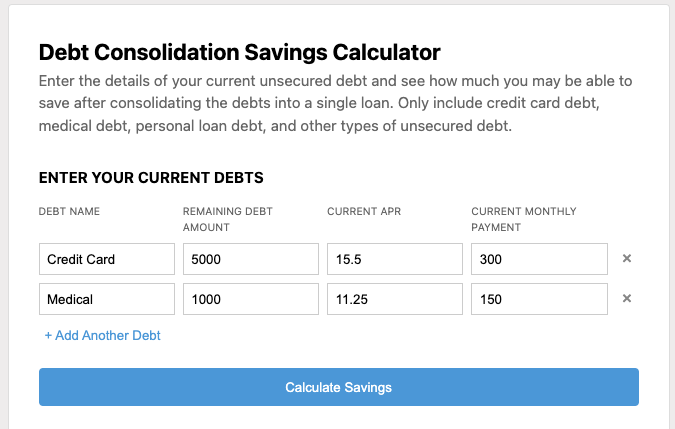 Debt Consolidation Savings Calculator
Enter the details of your current unsecured debt and see how much you may be able to
save after consolidating the debts into a single loan. Only include credit card debt,
medical debt, personal loan debt, and other types of unsecured debt.
ENTER YOUR CURRENT DEBTS
DEBT NAME REMAINING DEBT AMOUNT CURRENT APR CURRENT MONTHLY PAYMENT
Credit Card 5000 15.5 300 ×
Medical 1000 11.25 150 ×
+ Add Another Debt
Calculate Savings